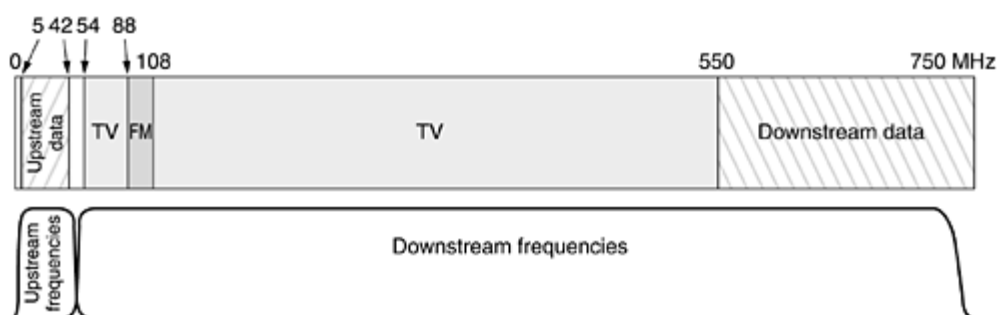 5 42 54 88
0 108 550 750 MHz
Upstream
data
TV
FM
TV
Downstream data
Upstream
frequencies
Downstream frequencies